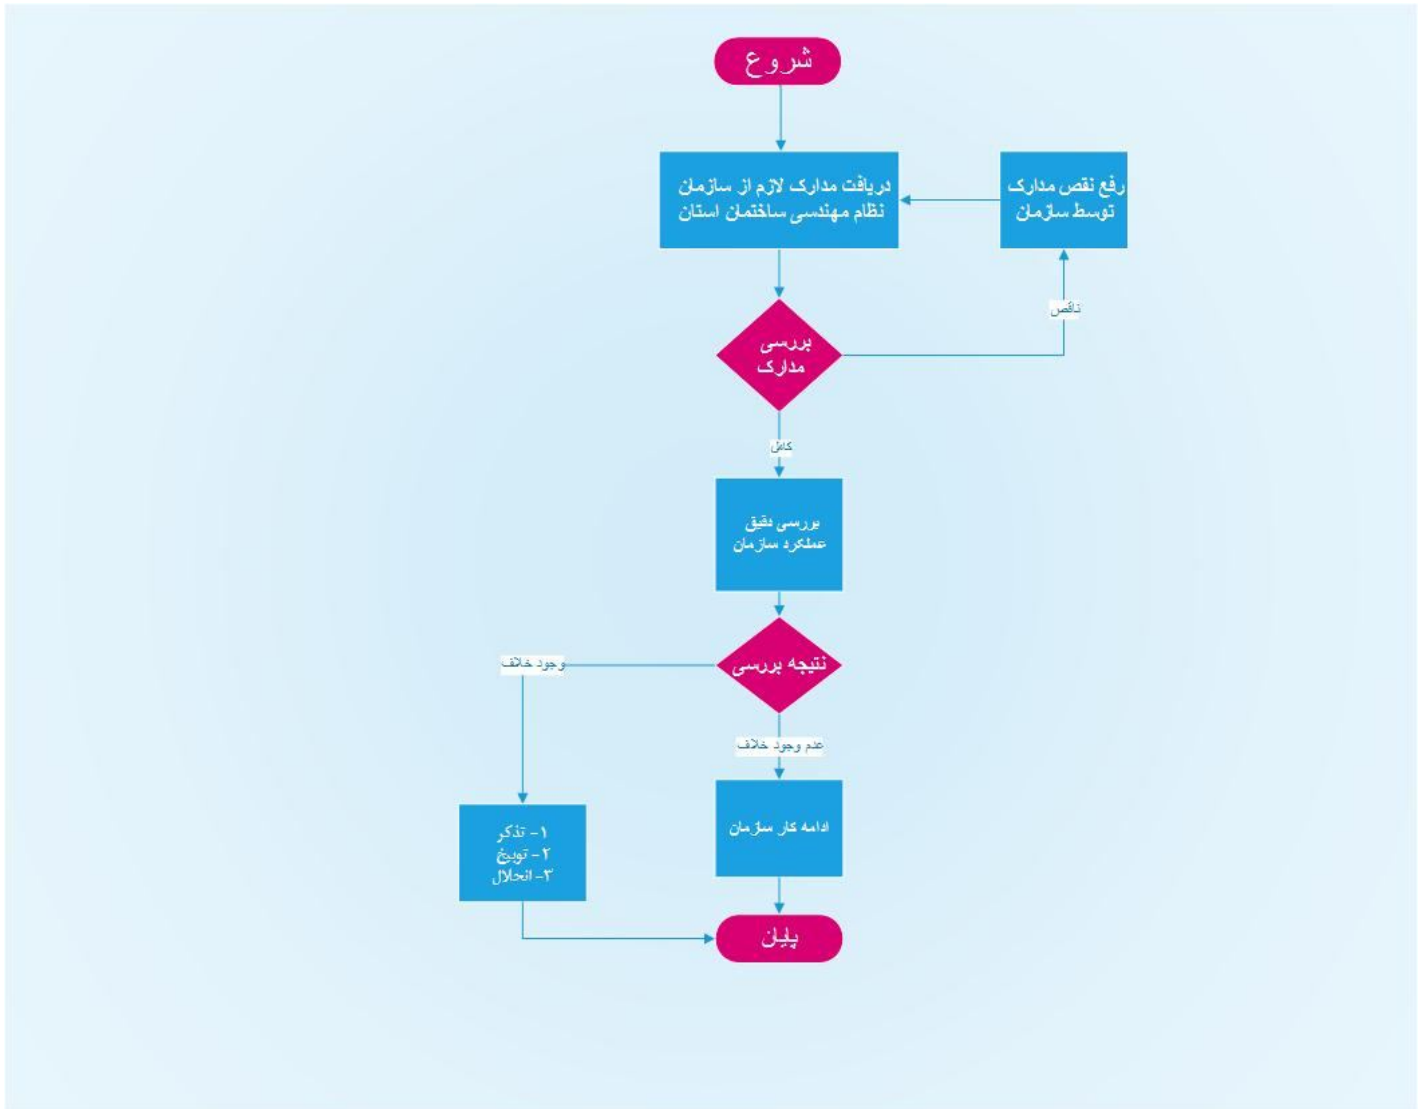 شروع
دریافت مدارک لازم از سازمان
نظام مهندسی ساختمان استان
رفع نقص مدارک
توسط سازمان
ناقص
بررسی
مدارک
کامل
بررسی دقیق
عملکرد سازمان
نتیجه بررسی
وجود خلاف
عدم وجود خلاف
ادامه کار سازمان
۱- تذکر
۲- توبیخ
۳- انحلال
پایان